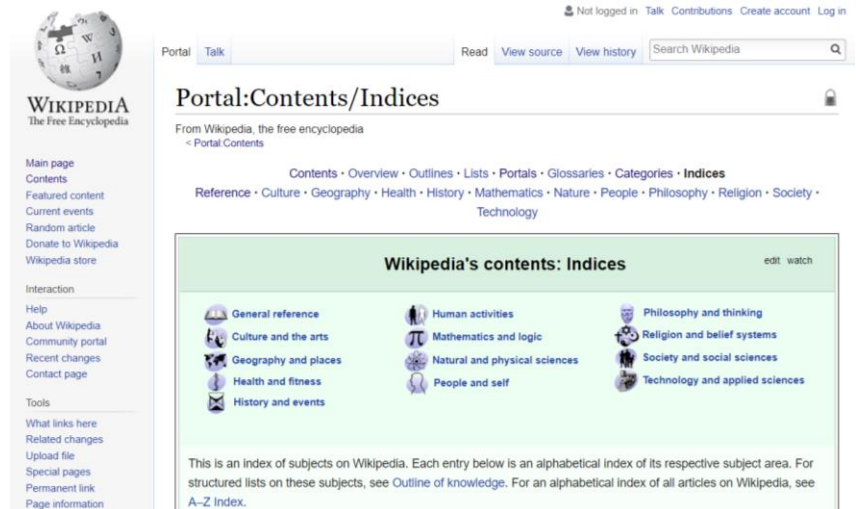 Not logged in Talk Contributions Create account Log in
Portal Talk Read View source View history Search Wikipedia
WIKIPEDIA
The Free Encyclopedia
Main page
Contents
Featured content
Current events
Random article
Donate to Wikipedia
Wikipedia store
Interaction
Help
About Wikipedia
Community portal
Recent changes
Contact page
Tools
What links here
Related changes
Upload file
Special pages
Permanent link
Page information
Portal:Contents/Indices
From Wikipedia, the free encyclopedia
< Portal:Contents
Contents · Overview · Outlines · Lists · Portals · Glossaries · Categories · Indices
Reference · Culture · Geography · Health · History · Mathematics · Nature · People · Philosophy · Religion · Society ·
Technology
Wikipedia's contents: Indices
edit watch
General reference
Culture and the arts
Geography and places
Health and fitness
History and events
Human activities
Mathematics and logic
Natural and physical sciences
People and self
Philosophy and thinking
Religion and belief systems
Society and social sciences
Technology and applied sciences
This is an index of subjects on Wikipedia. Each entry below is an alphabetical index of its respective subject area. For
structured lists on these subjects, see Outline of knowledge. For an alphabetical index of all articles on Wikipedia, see
A–Z Index.